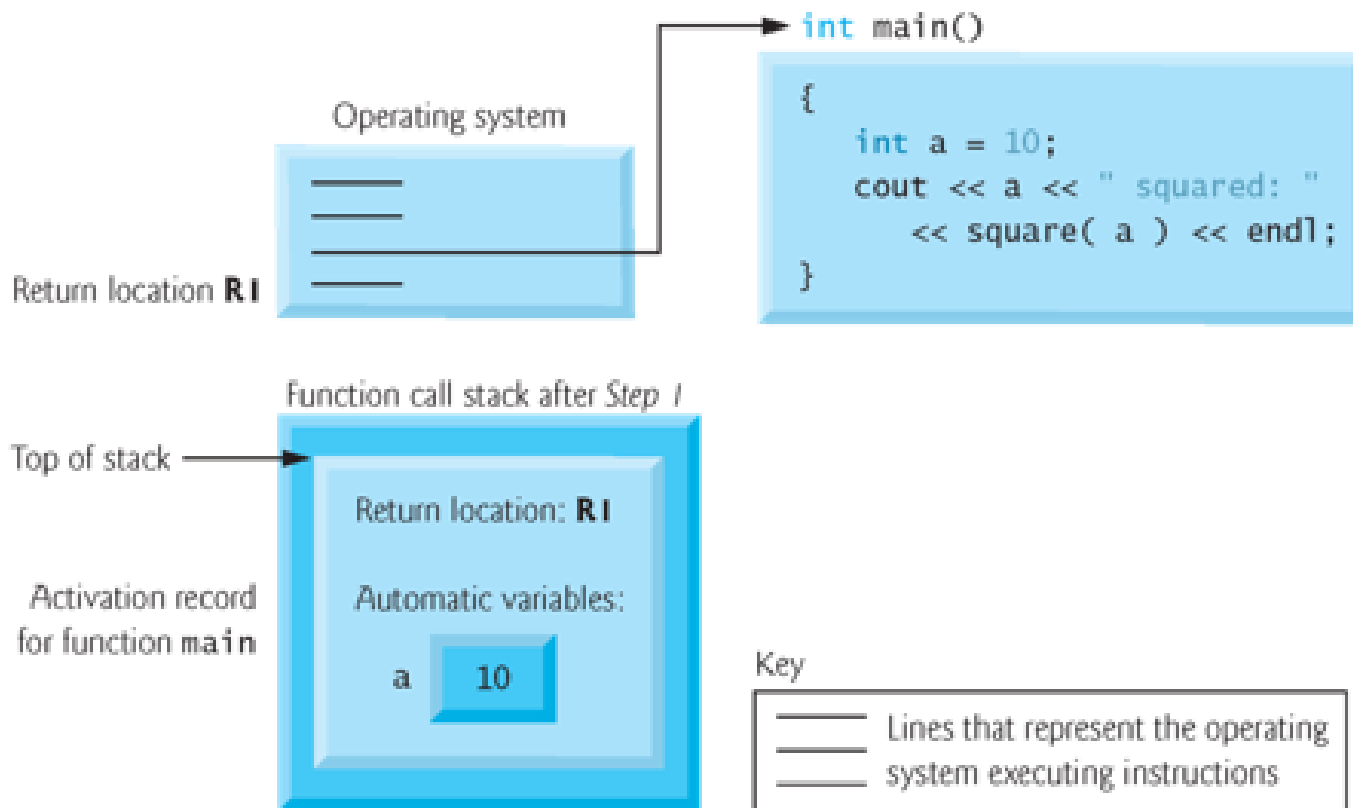 int main()
{
int a = 10;
cout << a << " squared: "
<< square( a ) << endl;
}
Operating system
Return location R1
Function call stack after Step 1
Top of stack
Return location: R1
Activation record
for function main
Automatic variables:
a 10
Key
Lines that represent the operating
system executing instructions